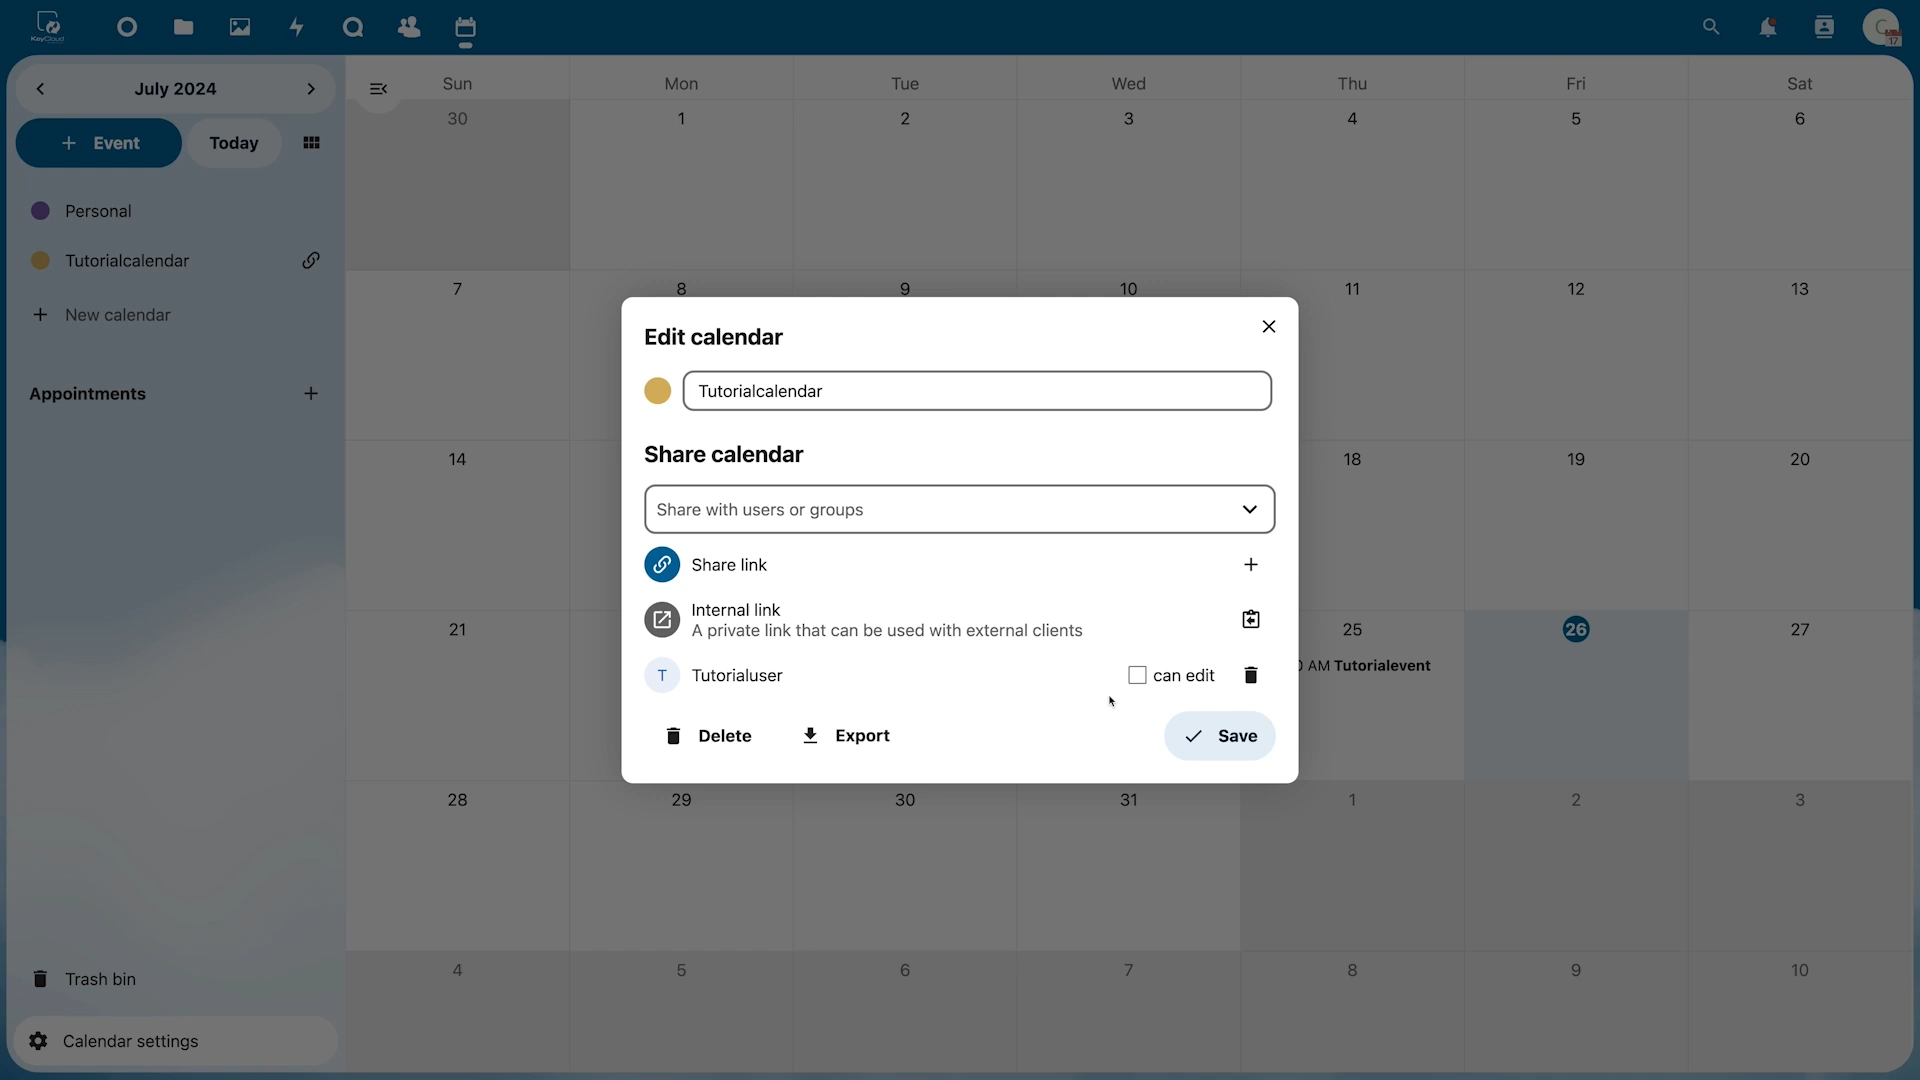 KeyCloud
C
17
July 2024
Sun Mon Tue Wed Thu Fri Sat
+ Event
Today
30 1 2 3 4 5 6
Personal
Tutorialcalendar
+ New calendar
Appointments +
7 8 9 10 11 12 13
Edit calendar
Tutorialcalendar
Share calendar
14 18 19 20
Share with users or groups
Share link
Internal link
A private link that can be used with external clients
21 25 26 27
AM Tutorialevent
T Tutorialuser can edit
Delete Export Save
28 29 30 31 1 2 3
4 5 6 7 8 9 10
Trash bin
Calendar settings